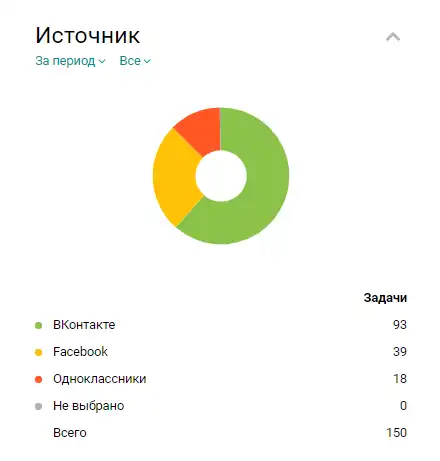 Источник
За период Все
Задачи
ВКонтакте 93
Facebook 39
Одноклассники 18
Не выбрано 0
Всего 150